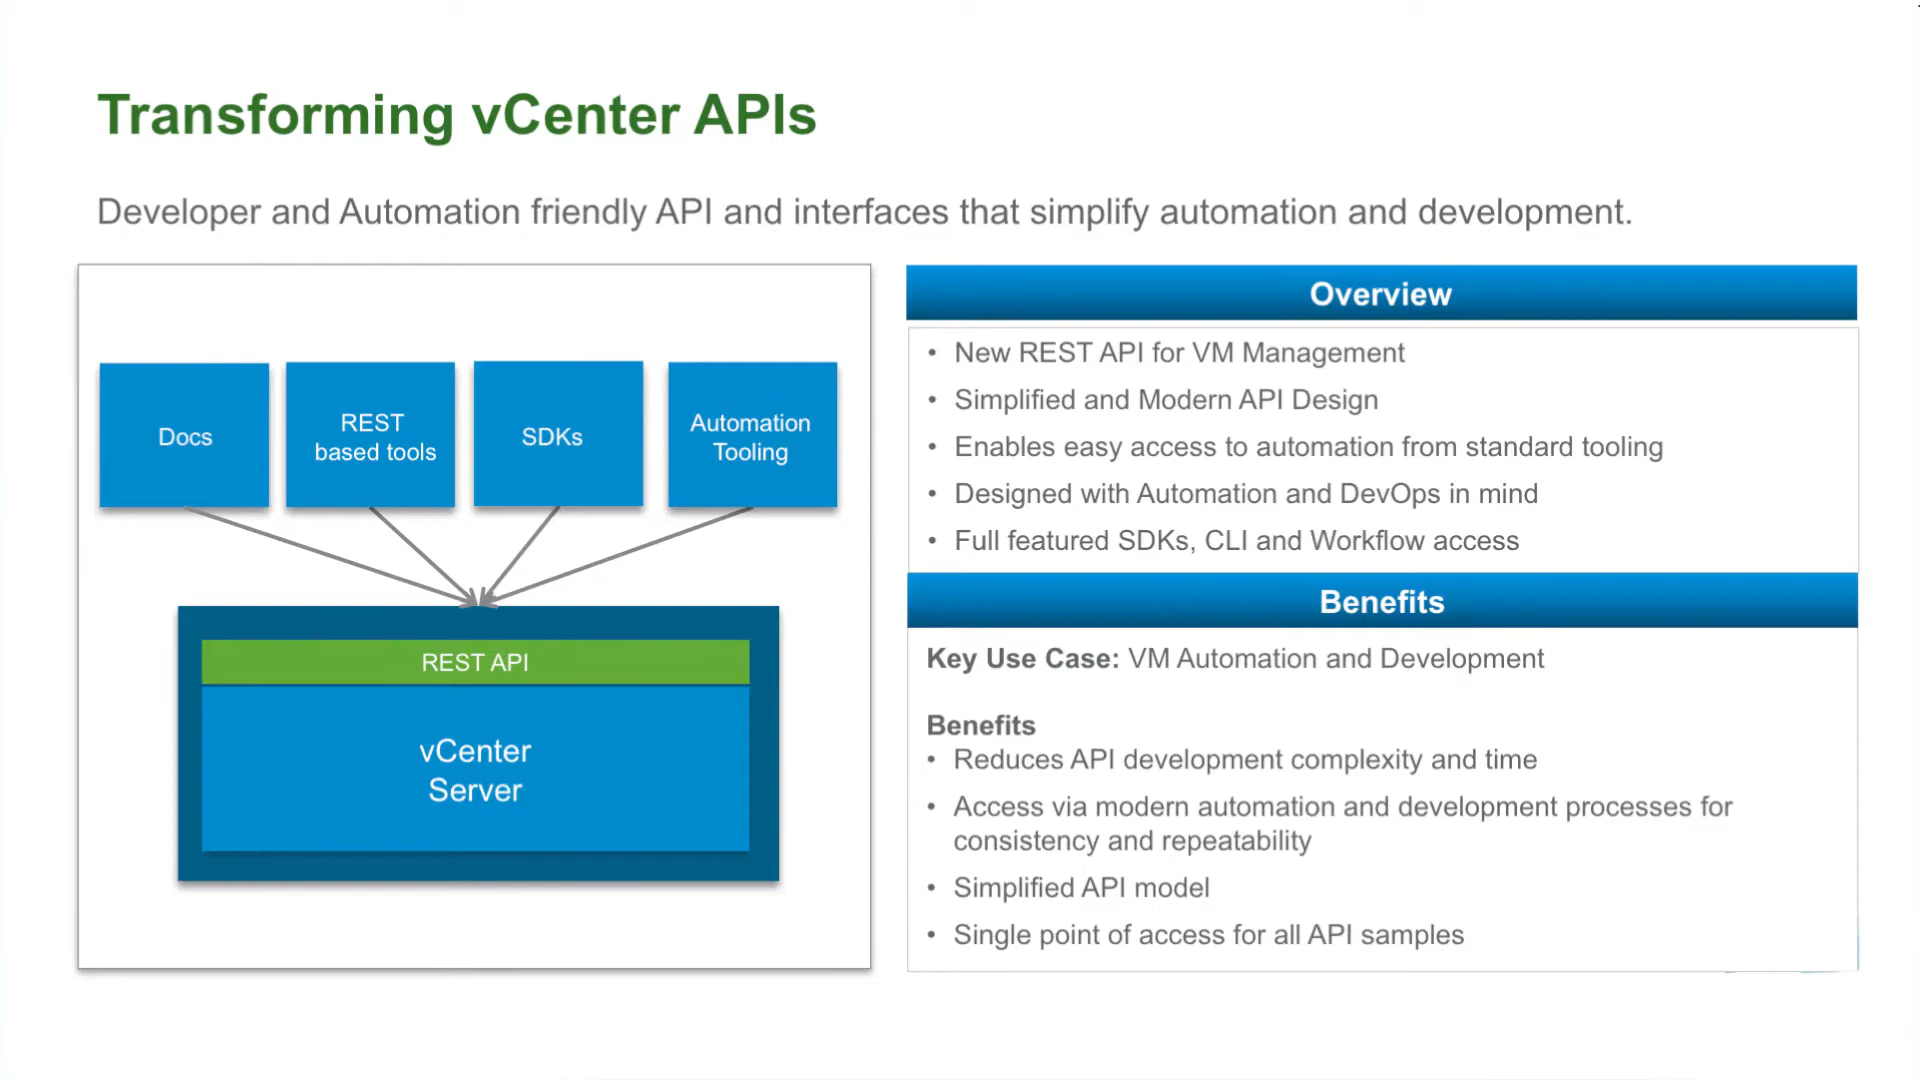 Transforming vCenter APIs
Developer and Automation friendly API and interfaces that simplify automation and development.
Docs
REST
based tools
SDKs
Automation
Tooling
REST API
vCenter
Server
Overview
• New REST API for VM Management
• Simplified and Modern API Design
• Enables easy access to automation from standard tooling
• Designed with Automation and DevOps in mind
• Full featured SDKs, CLI and Workflow access
Benefits
Key Use Case: VM Automation and Development
Benefits
• Reduces API development complexity and time
• Access via modern automation and development processes for
consistency and repeatability
• Simplified API model
• Single point of access for all API samples